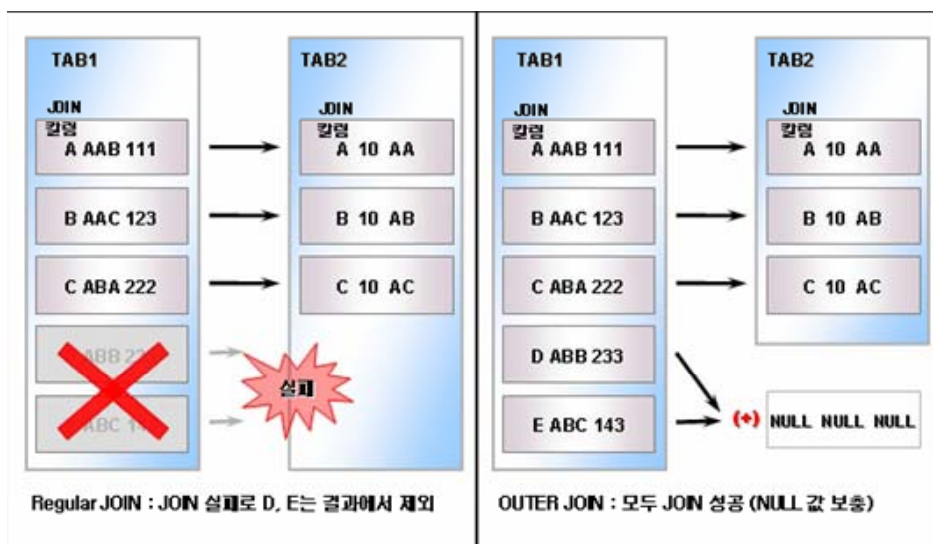 TAB1
JOIN
칼럼
A AAB 111
B AAC 123
C ABA 222
ABB
ABC
TAB2
JOIN
칼럼
A 10 AA
B 10 AB
C 10 AC
실패
Regular JOIN : JOIN 실패로 D, E는 결과에서 제외
TAB1
JOIN
칼럼
A AAB 111
B AAC 123
C ABA 222
D ABB 233
E ABC 143
TAB2
JOIN
칼럼
A 10 AA
B 10 AB
C 10 AC
(+) NULL NULL NULL
OUTER JOIN : 모두 JOIN 성공 (NULL 값 보충)